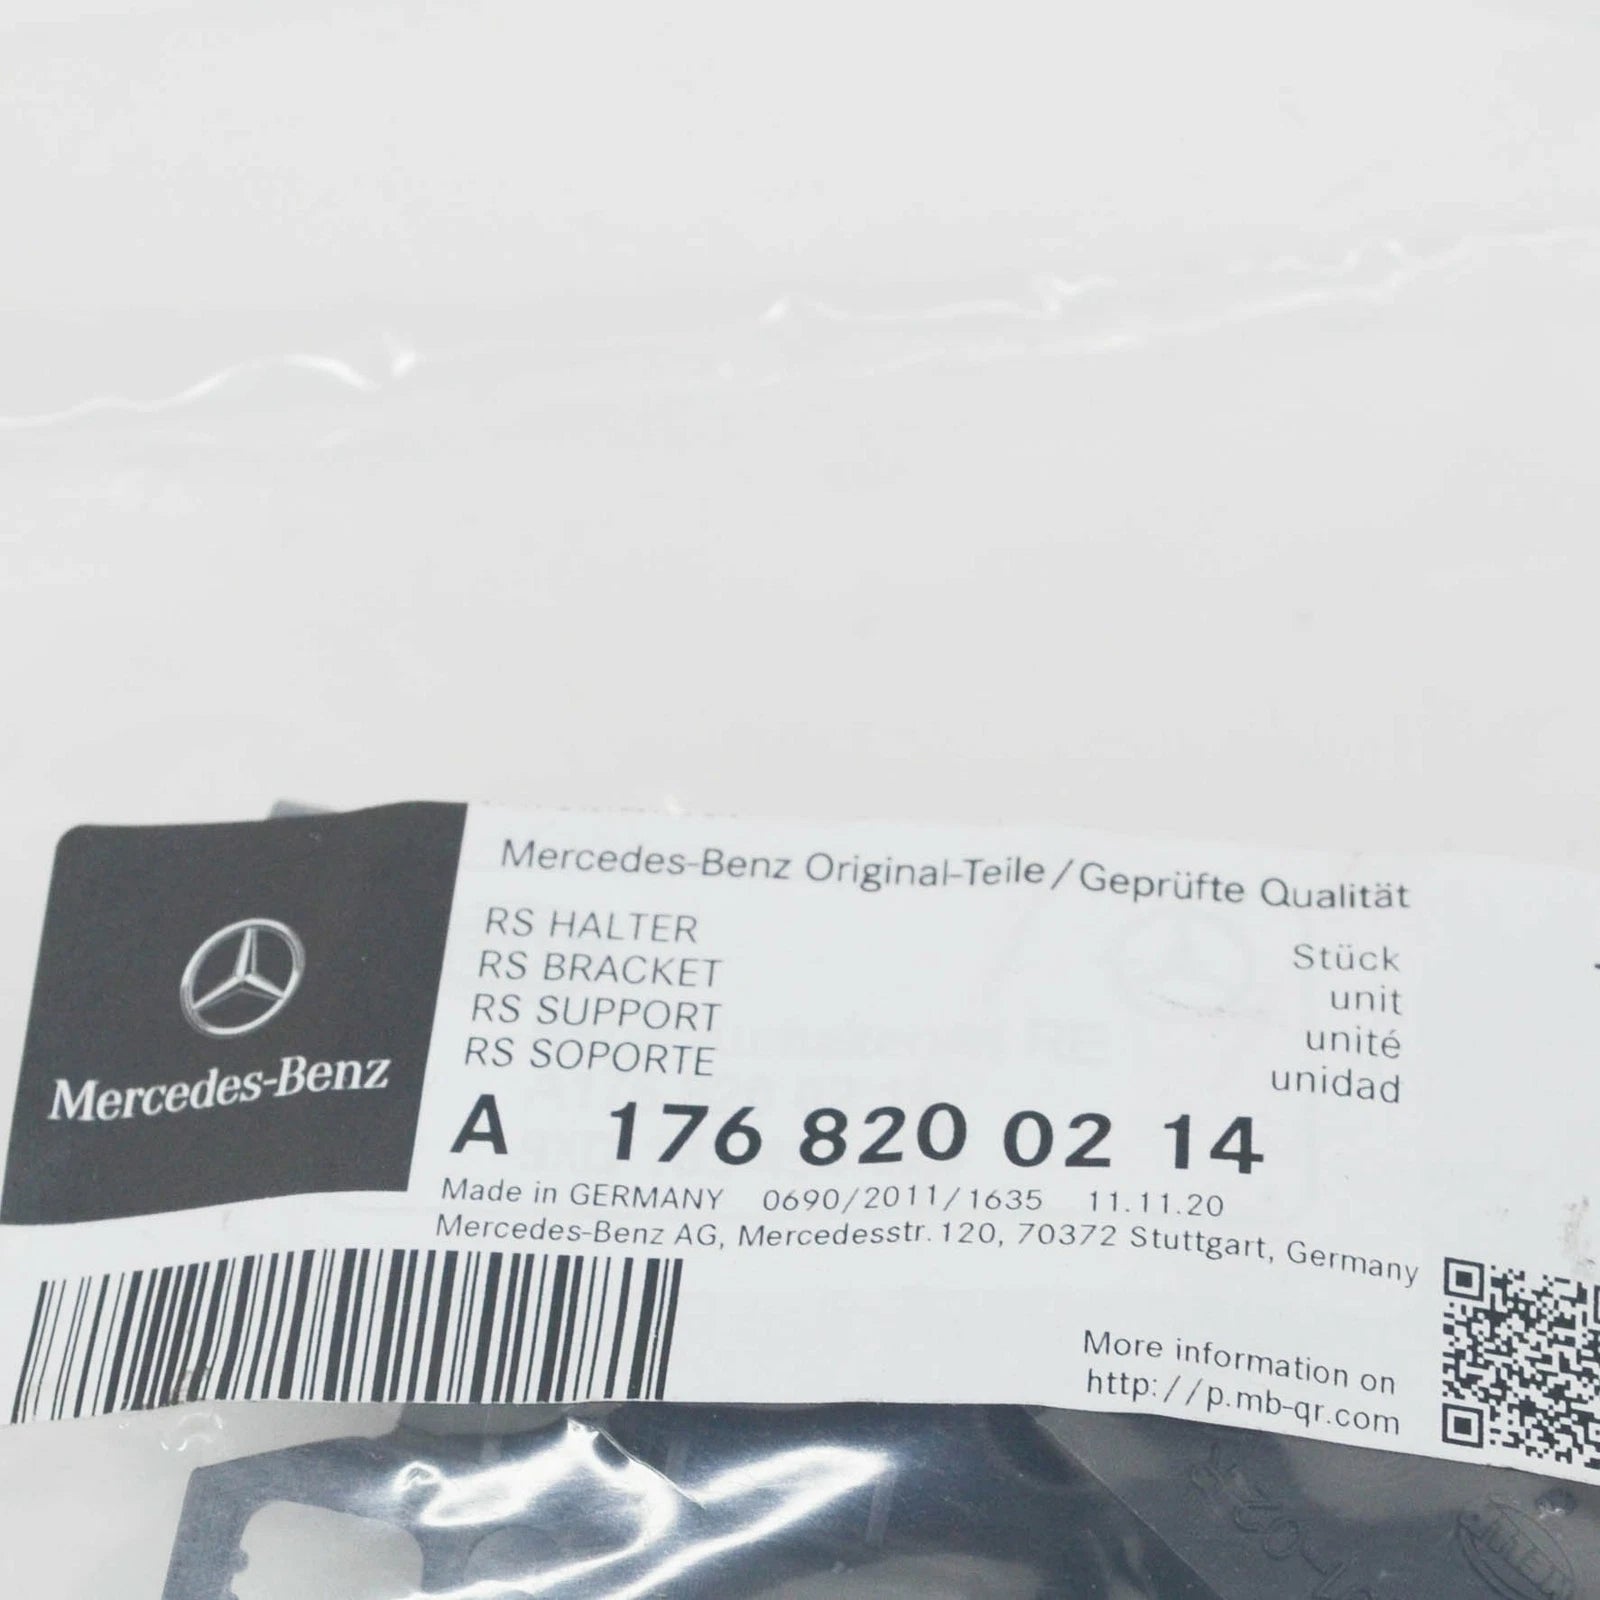 Mercedes-Benz Original-Teile/Geprüfte Qualität
RS HALTER
RS BRACKET
RS SUPPORT
RS SOPORTE
Stück
unit
unité
unidad
Mercedes-Benz
A 176 820 02 14
Made in GERMANY 0690/2011/1635 11.11.20
Mercedes-Benz AG, Mercedesstr. 120, 70372 Stuttgart, Germany
More information on
http://p.mb-qr.com